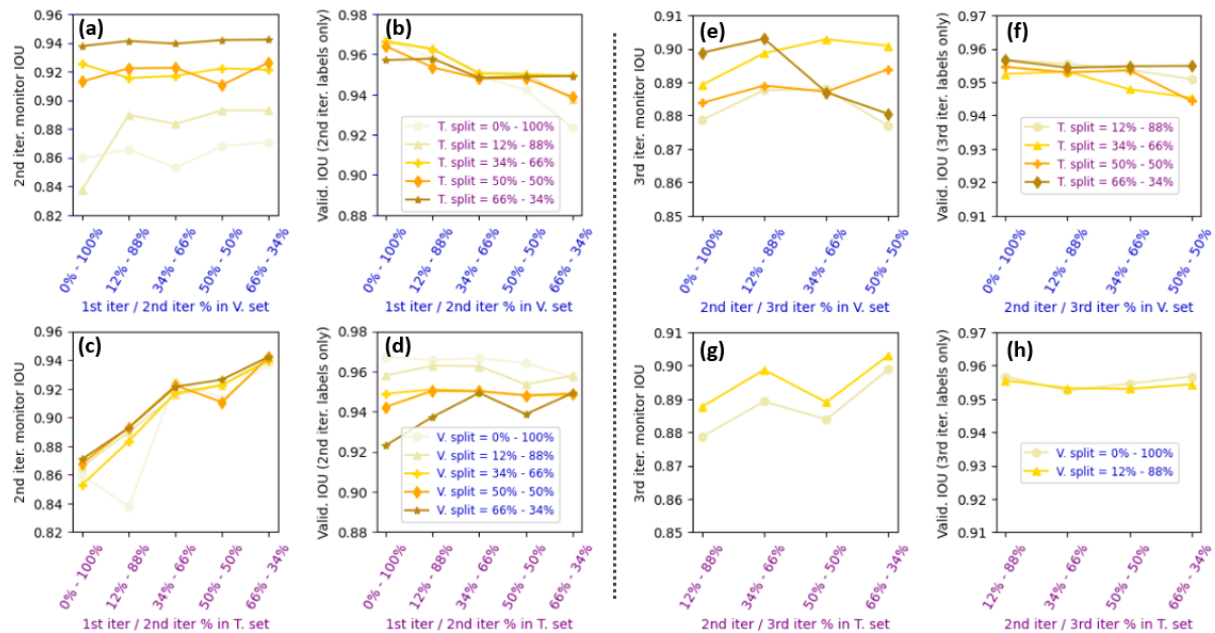 (a)
2nd iter. monitor IOU
0.96
0.94
0.92
0.90
0.88
0.86
0.84
0.82
0% - 100%
12% - 88%
34% - 66%
50% - 50%
66% - 34%
1st iter / 2nd iter % in V. set
(b)
Valid. IOU (2nd iter. labels only)
0.98
0.96
0.94
0.92
0.90
0.88
T. split = 0% - 100%
T. split = 12% - 88%
T. split = 34% - 66%
T. split = 50% - 50%
T. split = 66% - 34%
0% - 100%
12% - 88%
34% - 66%
50% - 50%
66% - 34%
1st iter / 2nd iter % in V. set
(e)
3rd iter. monitor IOU
0.91
0.90
0.89
0.88
0.87
0.86
0.85
0% - 100%
12% - 88%
34% - 66%
50% - 50%
2nd iter / 3rd iter % in V. set
(f)
Valid. IOU (3rd iter. labels only)
0.97
0.96
0.95
0.94
0.93
0.92
0.91
T. split = 12% - 88%
T. split = 34% - 66%
T. split = 50% - 50%
T. split = 66% - 34%
0% - 100%
12% - 88%
34% - 66%
50% - 50%
2nd iter / 3rd iter % in V. set
(c)
2nd iter. monitor IOU
0.96
0.94
0.92
0.90
0.88
0.86
0.84
0.82
0% - 100%
12% - 88%
34% - 66%
50% - 50%
66% - 34%
1st iter / 2nd iter % in T. set
(d)
Valid. IOU (2nd iter. labels only)
0.98
0.96
0.94
0.92
0.90
0.88
V. split = 0% - 100%
V. split = 12% - 88%
V. split = 34% - 66%
V. split = 50% - 50%
V. split = 66% - 34%
0% - 100%
12% - 88%
34% - 66%
50% - 50%
66% - 34%
1st iter / 2nd iter % in T. set
(g)
3rd iter. monitor IOU
0.91
0.90
0.89
0.88
0.87
0.86
0.85
12% - 88%
34% - 66%
50% - 50%
66% - 34%
2nd iter / 3rd iter % in T. set
(h)
Valid. IOU (3rd iter. labels only)
0.97
0.96
0.95
0.94
0.93
0.92
0.91
V. split = 0% - 100%
V. split = 12% - 88%
12% - 88%
34% - 66%
50% - 50%
66% - 34%
2nd iter / 3rd iter % in T. set